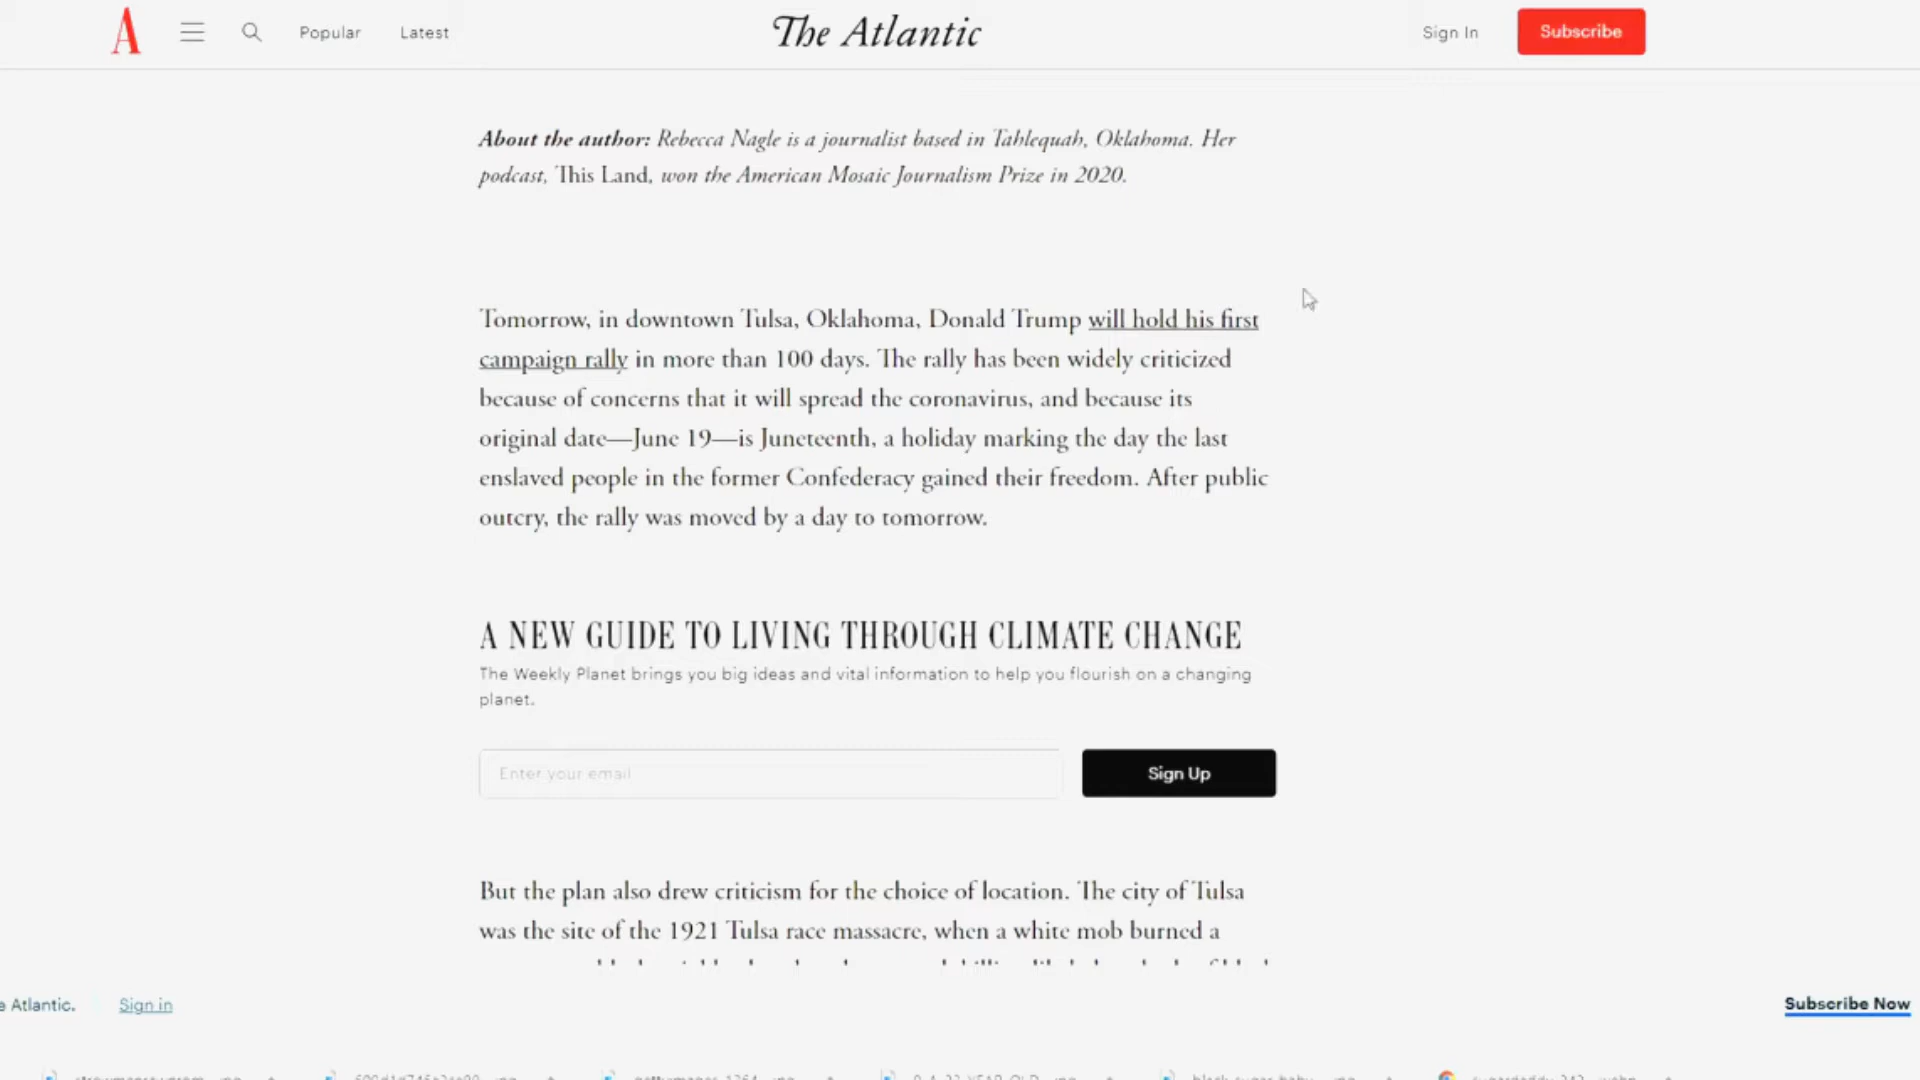 A Popular Latest The Atlantic Sign In Subscribe
About the author: Rebecca Nagle is a journalist based in Tahlequah, Oklahoma. Her
podcast, This Land, won the American Mosaic Journalism Prize in 2020.
Tomorrow, in downtown Tulsa, Oklahoma, Donald Trump will hold his first
campaign rally in more than 100 days. The rally has been widely criticized
because of concerns that it will spread the coronavirus, and because its
original date—June 19—is Juneteenth, a holiday marking the day the last
enslaved people in the former Confederacy gained their freedom. After public
outcry, the rally was moved by a day to tomorrow.
A NEW GUIDE TO LIVING THROUGH CLIMATE CHANGE
The Weekly Planet brings you big ideas and vital information to help you flourish on a changing
planet.
Enter your email Sign Up
But the plan also drew criticism for the choice of location. The city of Tulsa
was the site of the 1921 Tulsa race massacre, when a white mob burned a
e Atlantic. Sign in Subscribe Now